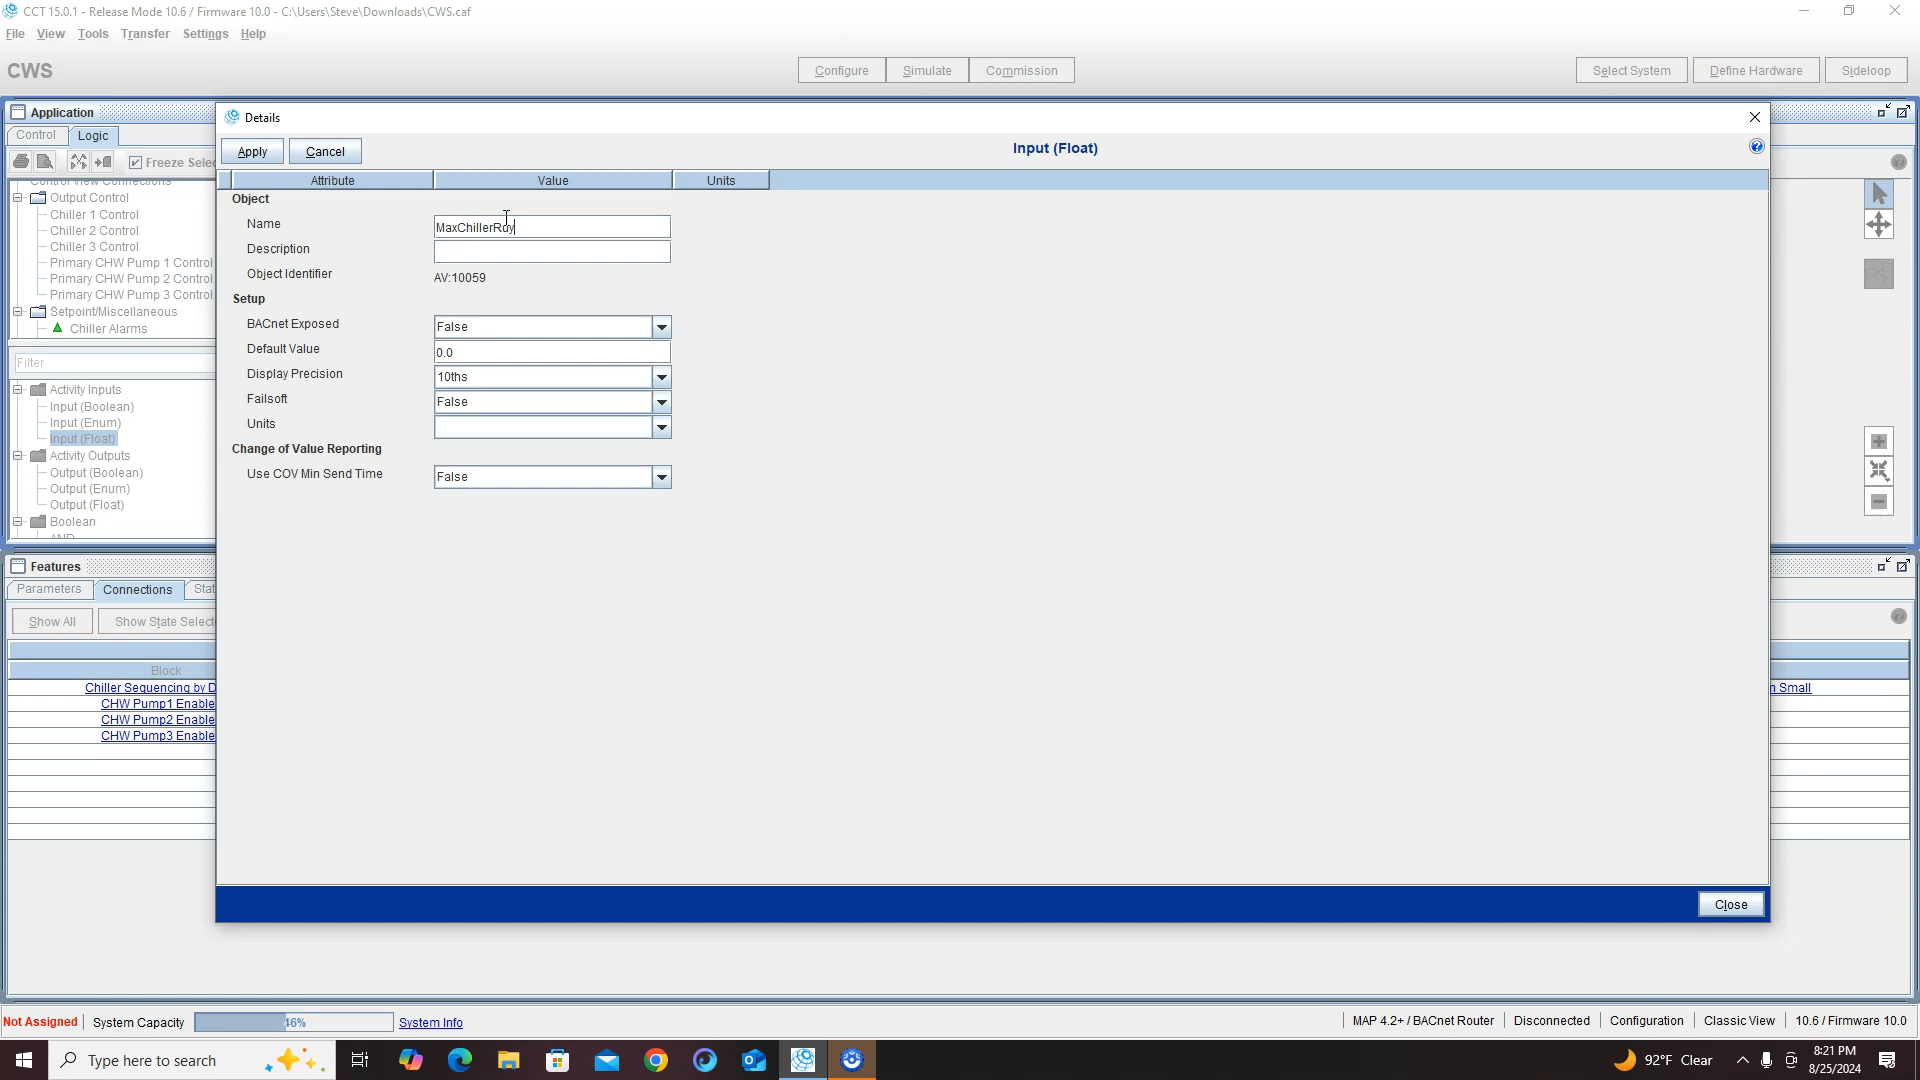 CCT 15.0.1 - Release Mode 10.6 / Firmware 10.0 - C:\Users\Steve\Downloads\CWS.caf
File View Tools Transfer Settings Help
CWS
Configure Simulate Commission
Select System Define Hardware Sideloop
Application
Control Logic
Freeze Selec
Control View Connections
Output Control
Chiller 1 Control
Chiller 2 Control
Chiller 3 Control
Primary CHW Pump 1 Control
Primary CHW Pump 2 Control
Primary CHW Pump 3 Control
Setpoint/Miscellaneous
Chiller Alarms
Filter
Activity Inputs
Input (Boolean)
Input (Enum)
Input (Float)
Activity Outputs
Output (Boolean)
Output (Enum)
Output (Float)
Boolean
AND
Details
Apply Cancel
Input (Float)
Attribute Value Units
Object
Name MaxChillerRdy
Description
Object Identifier AV:10059
Setup
BACnet Exposed False
Default Value 0.0
Display Precision 10ths
Failsoft False
Units
Change of Value Reporting
Use COV Min Send Time False
Close
Features
Parameters Connections Stat
Show All Show State Select
Block
Chiller Sequencing by D
n Small
CHW Pump1 Enable
CHW Pump2 Enable
CHW Pump3 Enable
Not Assigned System Capacity 46% System Info
MAP 4.2+ / BACnet Router Disconnected Configuration Classic View 10.6 / Firmware 10.0
Type here to search
92°F Clear
8:21 PM
8/25/2024